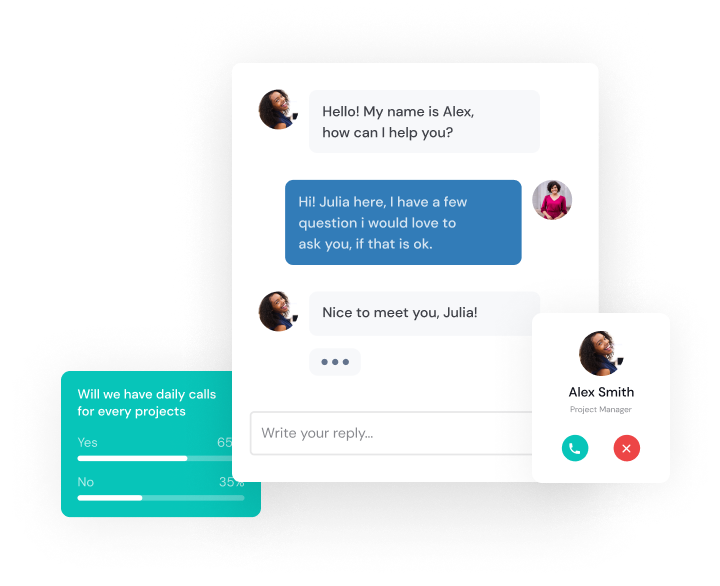 Hello! My name is Alex,
how can I help you?
Hi! Julia here, I have a few
question i would love to
ask you, if that is ok.
Nice to meet you, Julia!
Write your reply...
Alex Smith
Project Manager
Will we have daily calls
for every projects
Yes 65
No 35%